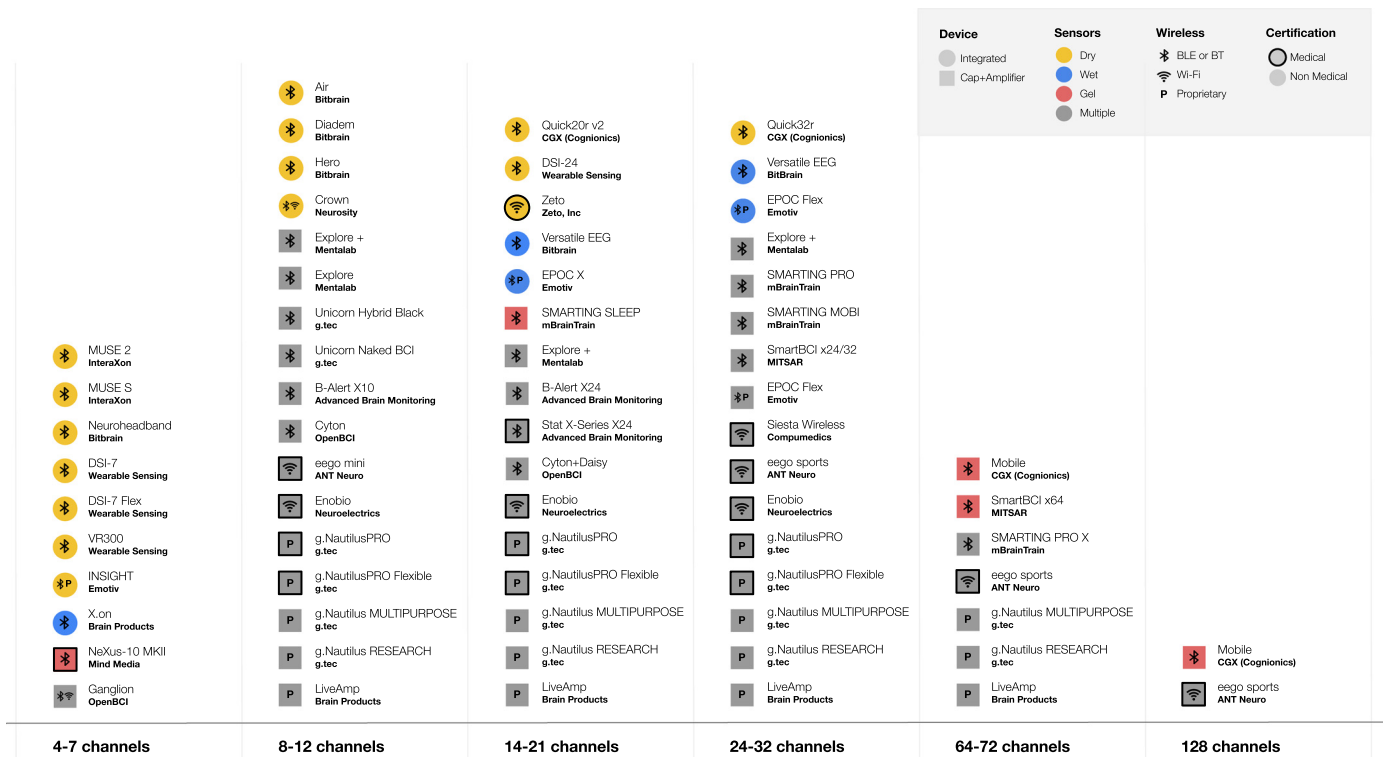 Device
Integrated
Cap+Amplifier
Sensors
Dry
Wet
Gel
Multiple
Wireless
BLE or BT
Wi-Fi
P Proprietary
Certification
Medical
Non Medical
MUSE 2
InteraXon
MUSE S
InteraXon
Neuroheadband
Bitbrain
DSI-7
Wearable Sensing
DSI-7 Flex
Wearable Sensing
VR300
Wearable Sensing
P
INSIGHT
Emotiv
X.on
Brain Products
NeXus-10 MKII
Mind Media
Ganglion
OpenBCI
4-7 channels
Air
Bitbrain
Diadem
Bitbrain
Hero
Bitbrain
Crown
Neurosity
Explore +
Mentalab
Explore
Mentalab
Unicorn Hybrid Black
g.tec
Unicorn Naked BCI
g.tec
B-Alert X10
Advanced Brain Monitoring
Cyton
OpenBCI
eego mini
ANT Neuro
Enobio
Neuroelectrics
P
g.NautilusPRO
g.tec
P
g.NautilusPRO Flexible
g.tec
P
g.Nautilus MULTIPURPOSE
g.tec
P
g.Nautilus RESEARCH
g.tec
P
LiveAmp
Brain Products
8-12 channels
Quick20r v2
CGX (Cognionics)
DSI-24
Wearable Sensing
Zeto
Zeto, Inc
Versatile EEG
Bitbrain
P
EPOC X
Emotiv
SMARTING SLEEP
mBrainTrain
Explore +
Mentalab
B-Alert X24
Advanced Brain Monitoring
Stat X-Series X24
Advanced Brain Monitoring
Cyton+Daisy
OpenBCI
Enobio
Neuroelectrics
P
g.NautilusPRO
g.tec
P
g.NautilusPRO Flexible
g.tec
P
g.Nautilus MULTIPURPOSE
g.tec
P
g.Nautilus RESEARCH
g.tec
P
LiveAmp
Brain Products
14-21 channels
Quick32r
CGX (Cognionics)
Versatile EEG
BitBrain
P
EPOC Flex
Emotiv
Explore +
Mentalab
SMARTING PRO
mBrainTrain
SMARTING MOBI
mBrainTrain
SmartBCI x24/32
MITSAR
P
EPOC Flex
Emotiv
Siesta Wireless
Compumedics
eego sports
ANT Neuro
Enobio
Neuroelectrics
P
g.NautilusPRO
g.tec
P
g.NautilusPRO Flexible
g.tec
P
g.Nautilus MULTIPURPOSE
g.tec
P
g.Nautilus RESEARCH
g.tec
P
LiveAmp
Brain Products
24-32 channels
Mobile
CGX (Cognionics)
SmartBCI x64
MITSAR
SMARTING PRO X
mBrainTrain
eego sports
ANT Neuro
P
g.Nautilus MULTIPURPOSE
g.tec
P
g.Nautilus RESEARCH
g.tec
P
LiveAmp
Brain Products
64-72 channels
Mobile
CGX (Cognionics)
eego sports
ANT Neuro
128 channels